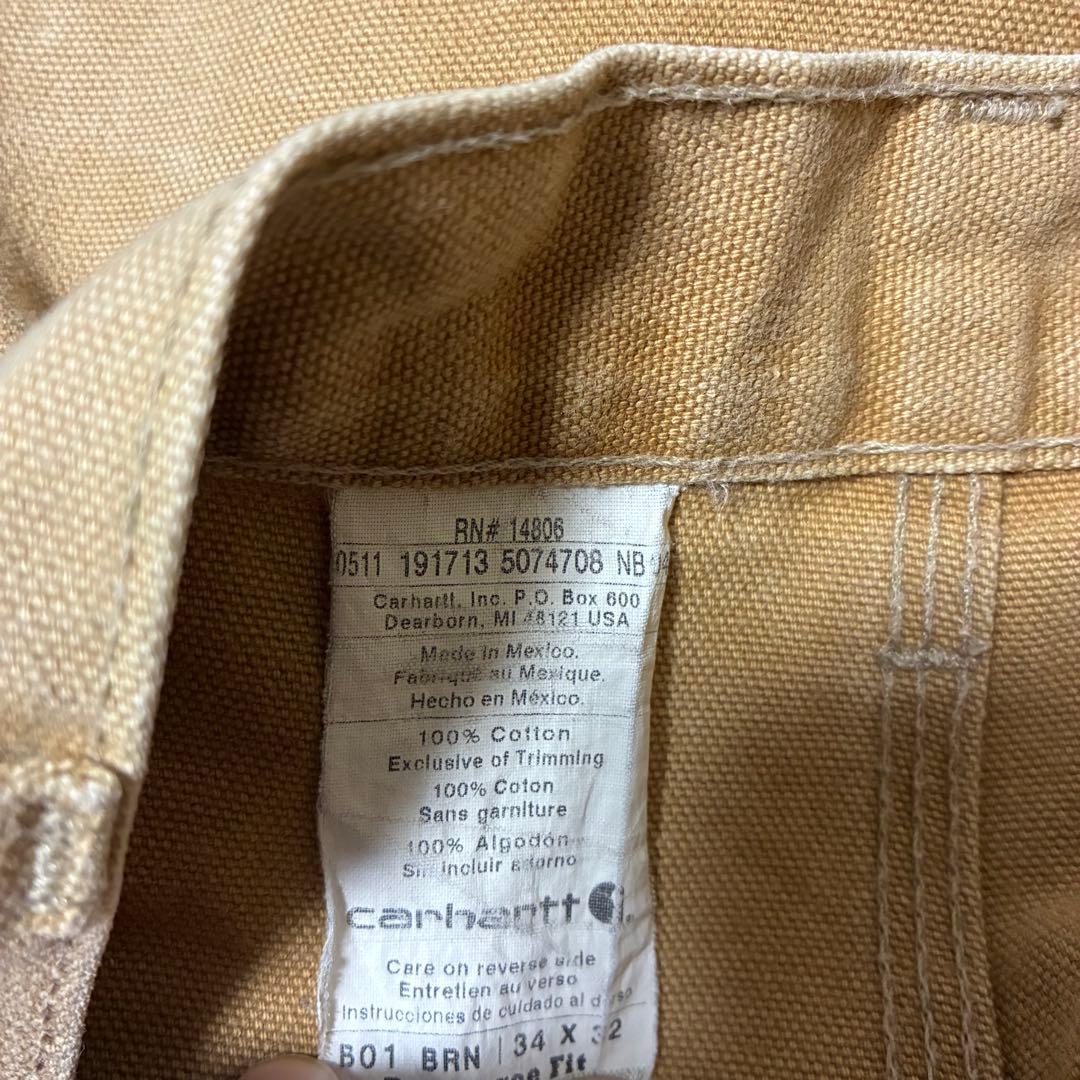 RN# 14806
0511 191713 5074708 NB
Carhartt, Inc. P.O. Box 600
Dearborn, MI 48121 USA
Made in Mexico.
Fabriqué au Mexique.
Hecho en México.
100% Cotton
Exclusive of Trimming
100% Coton
Sans garniture
100% Algodón
Sin incluir adorno
carhartt
Care on reverse side
Entretien au verso
Instrucciones de cuidado al dorso
B01 BRN | 34 X 32
Fit